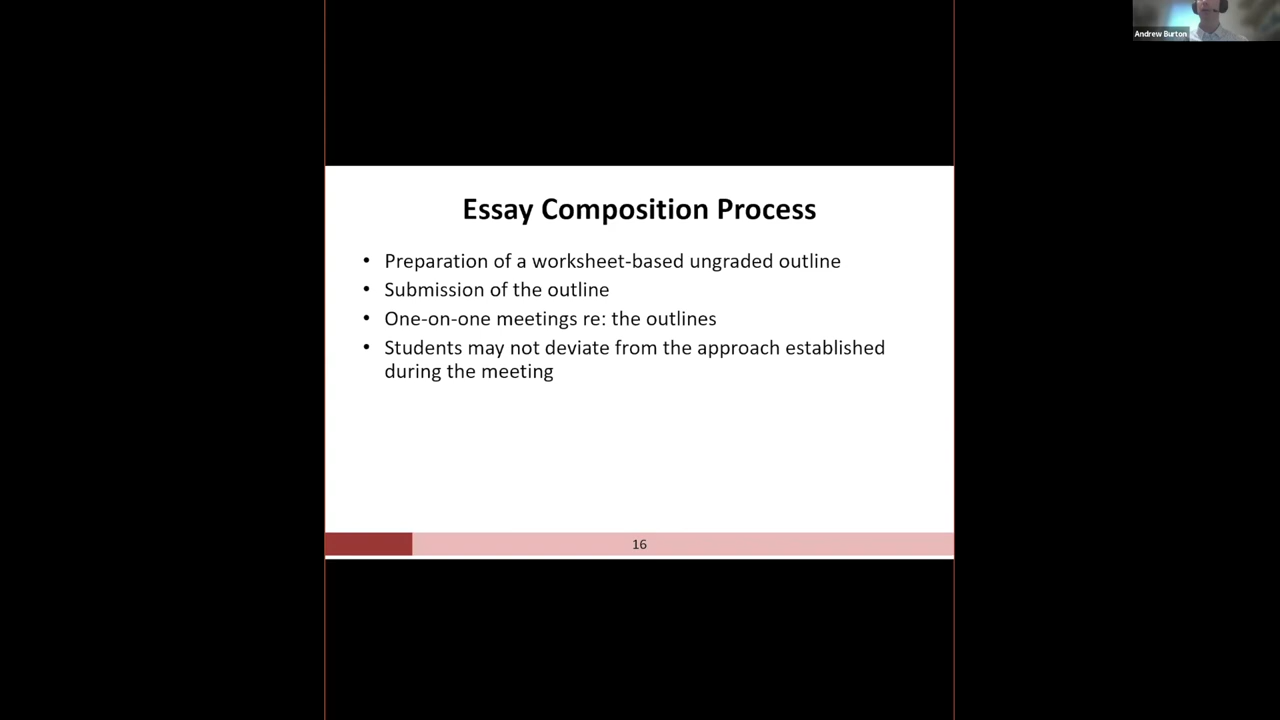 Andrew Burton
Essay Composition Process
• Preparation of a worksheet-based ungraded outline
• Submission of the outline
• One-on-one meetings re: the outlines
• Students may not deviate from the approach established
during the meeting
16